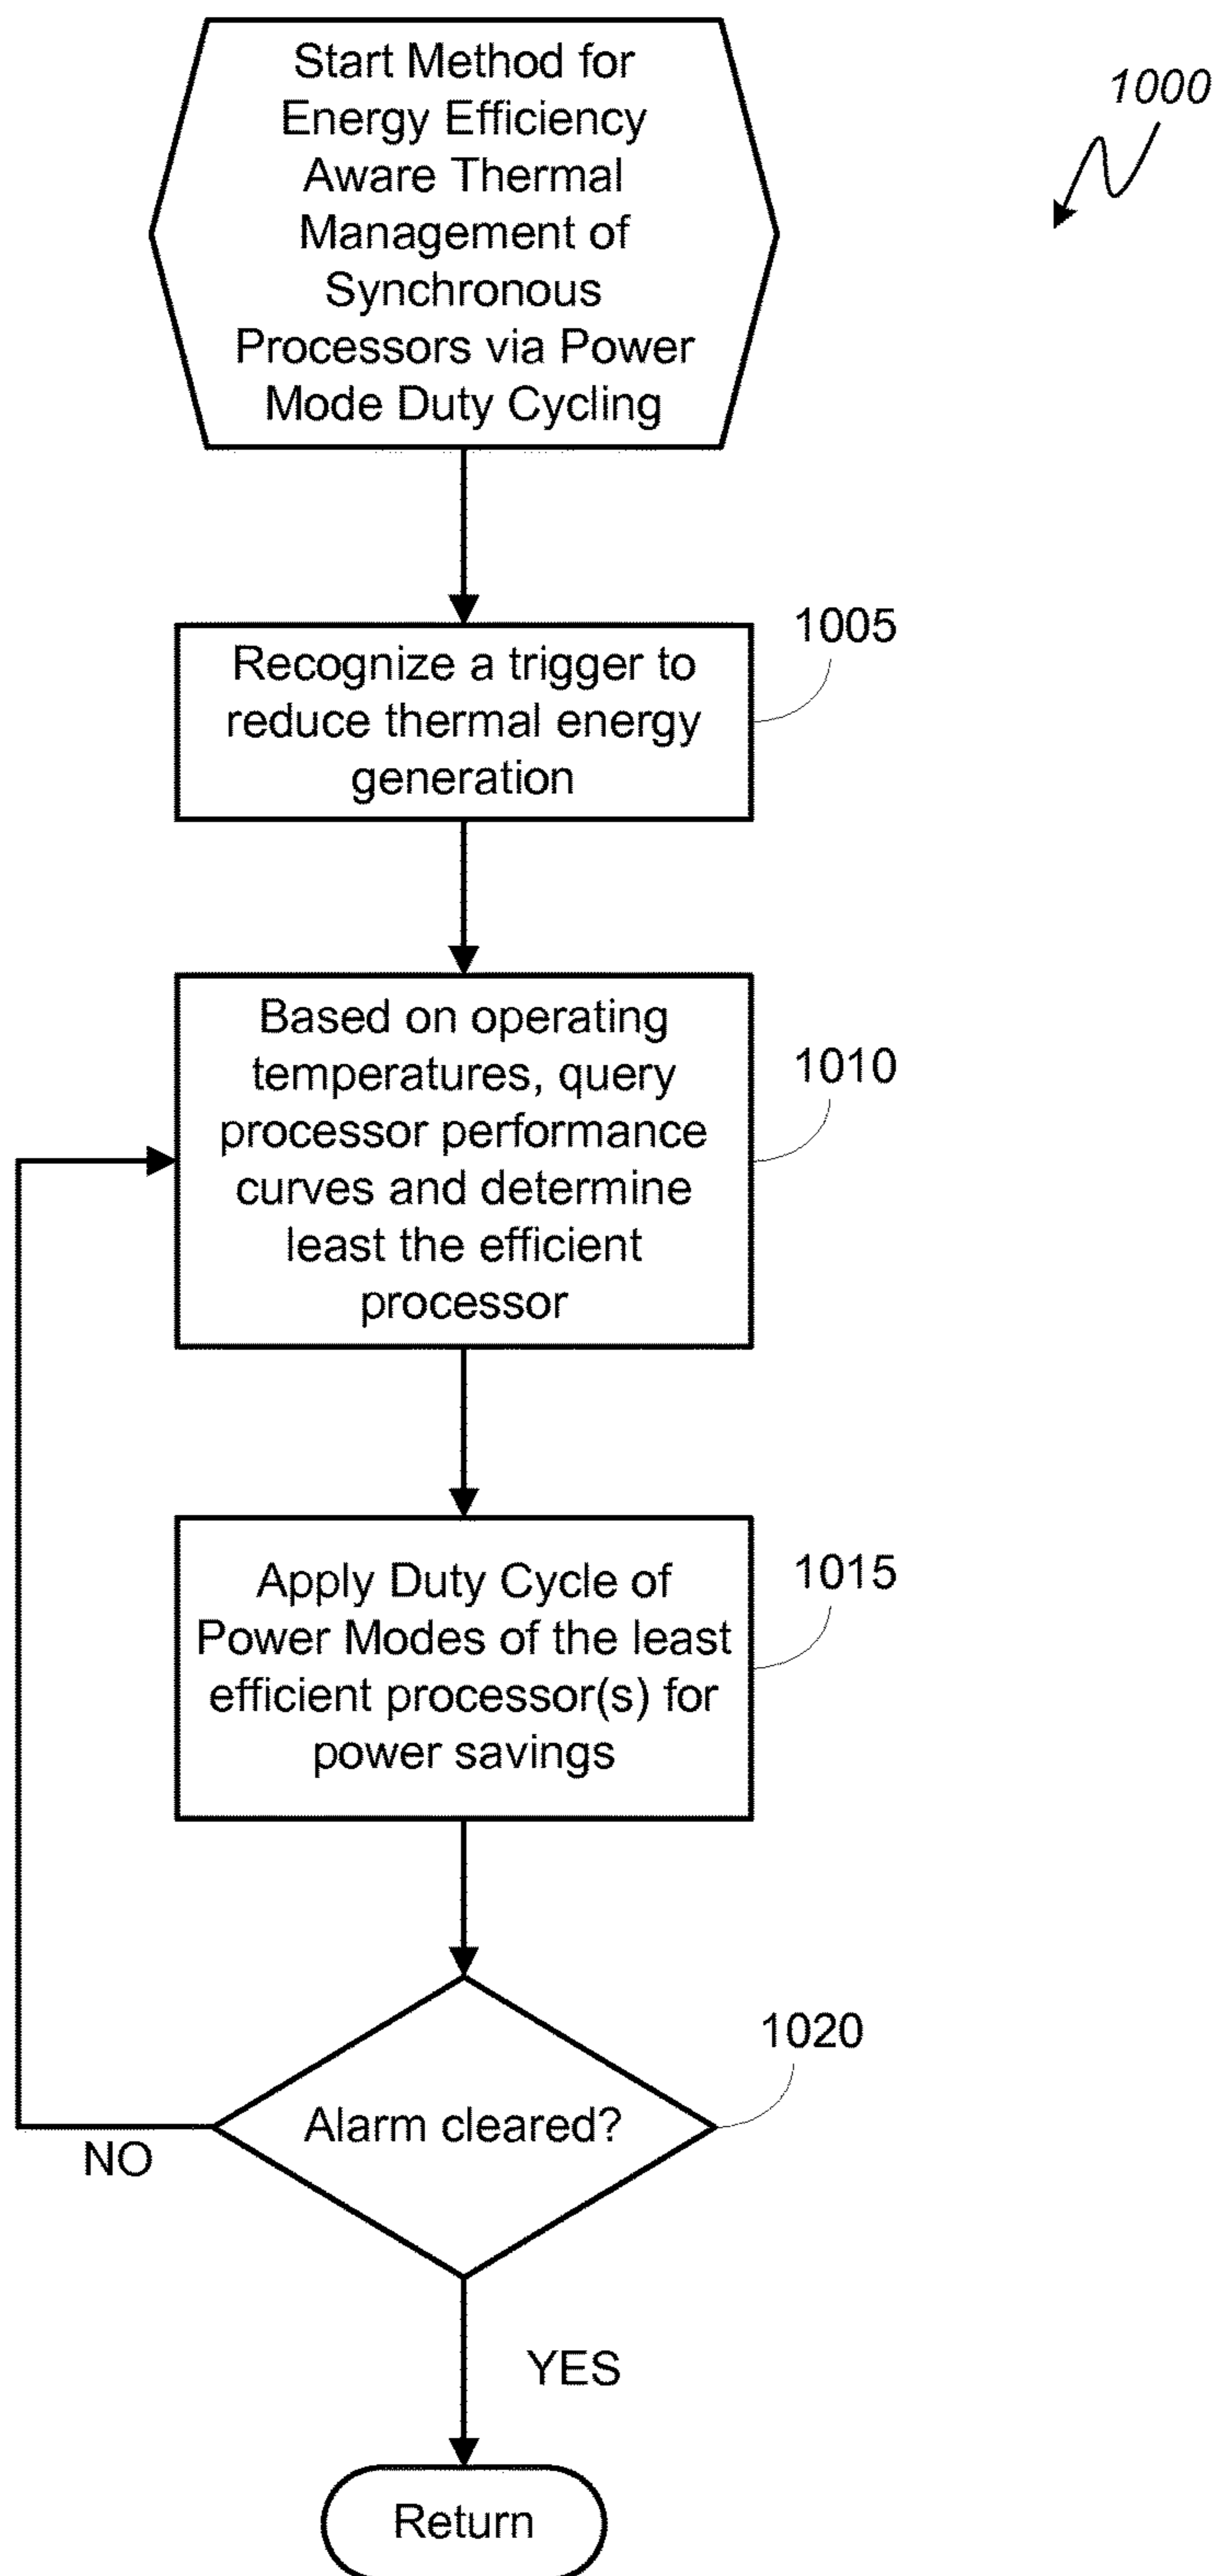 Start Method for
Energy Efficiency
Aware Thermal
Management of
Synchronous
Processors via Power
Mode Duty Cycling
1000
Recognize a trigger to
reduce thermal energy
generation
1005
Based on operating
temperatures, query
processor performance
curves and determine
least the efficient
processor
1010
Apply Duty Cycle of
Power Modes of the least
efficient processor(s) for
power savings
1015
Alarm cleared?
1020
NO
YES
Return